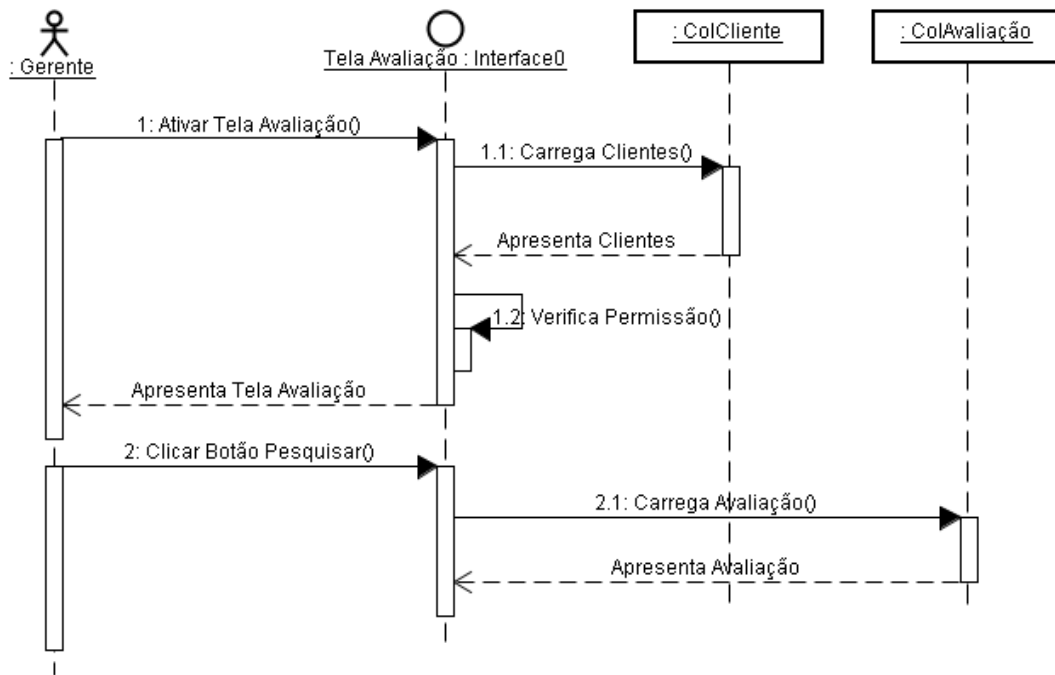 : Gerente
Tela Avaliação : Interface0
: ColCliente
: ColAvaliação
1: Ativar Tela Avaliação()
1.1: Carrega Clientes()
Apresenta Clientes
1.2: Verifica Permissão()
Apresenta Tela Avaliação
2: Clicar Botão Pesquisar()
2.1: Carrega Avaliação()
Apresenta Avaliação